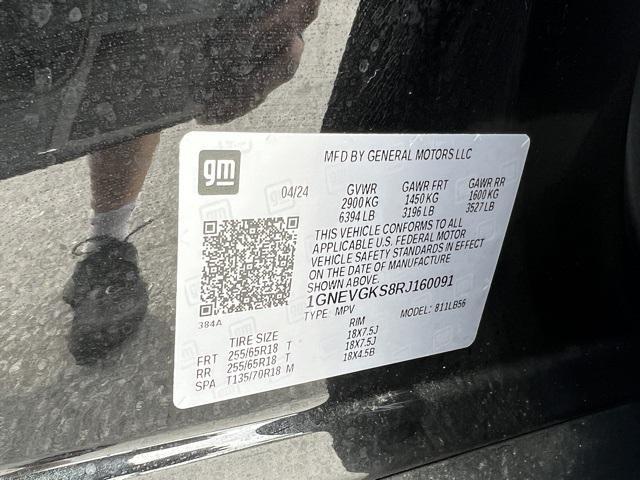 gm
MFD BY GENERAL MOTORS LLC
04/24 GVWR GAWR FRT GAWR RR
2900 KG 1450 KG 1600 KG
6394 LB 3196 LB 3527 LB
THIS VEHICLE CONFORMS TO ALL
APPLICABLE U.S. FEDERAL MOTOR
VEHICLE SAFETY STANDARDS IN EFFECT
ON THE DATE OF MANUFACTURE
SHOWN ABOVE.
1GNEVGKS8RJ160091
384A TYPE: MPV MODEL: 811LB56
TIRE SIZE RIM
FRT 255/65R18 T 18X7.5J
RR 255/65R18 T 18X7.5J
SPA T135/70R18 M 18X4.5B